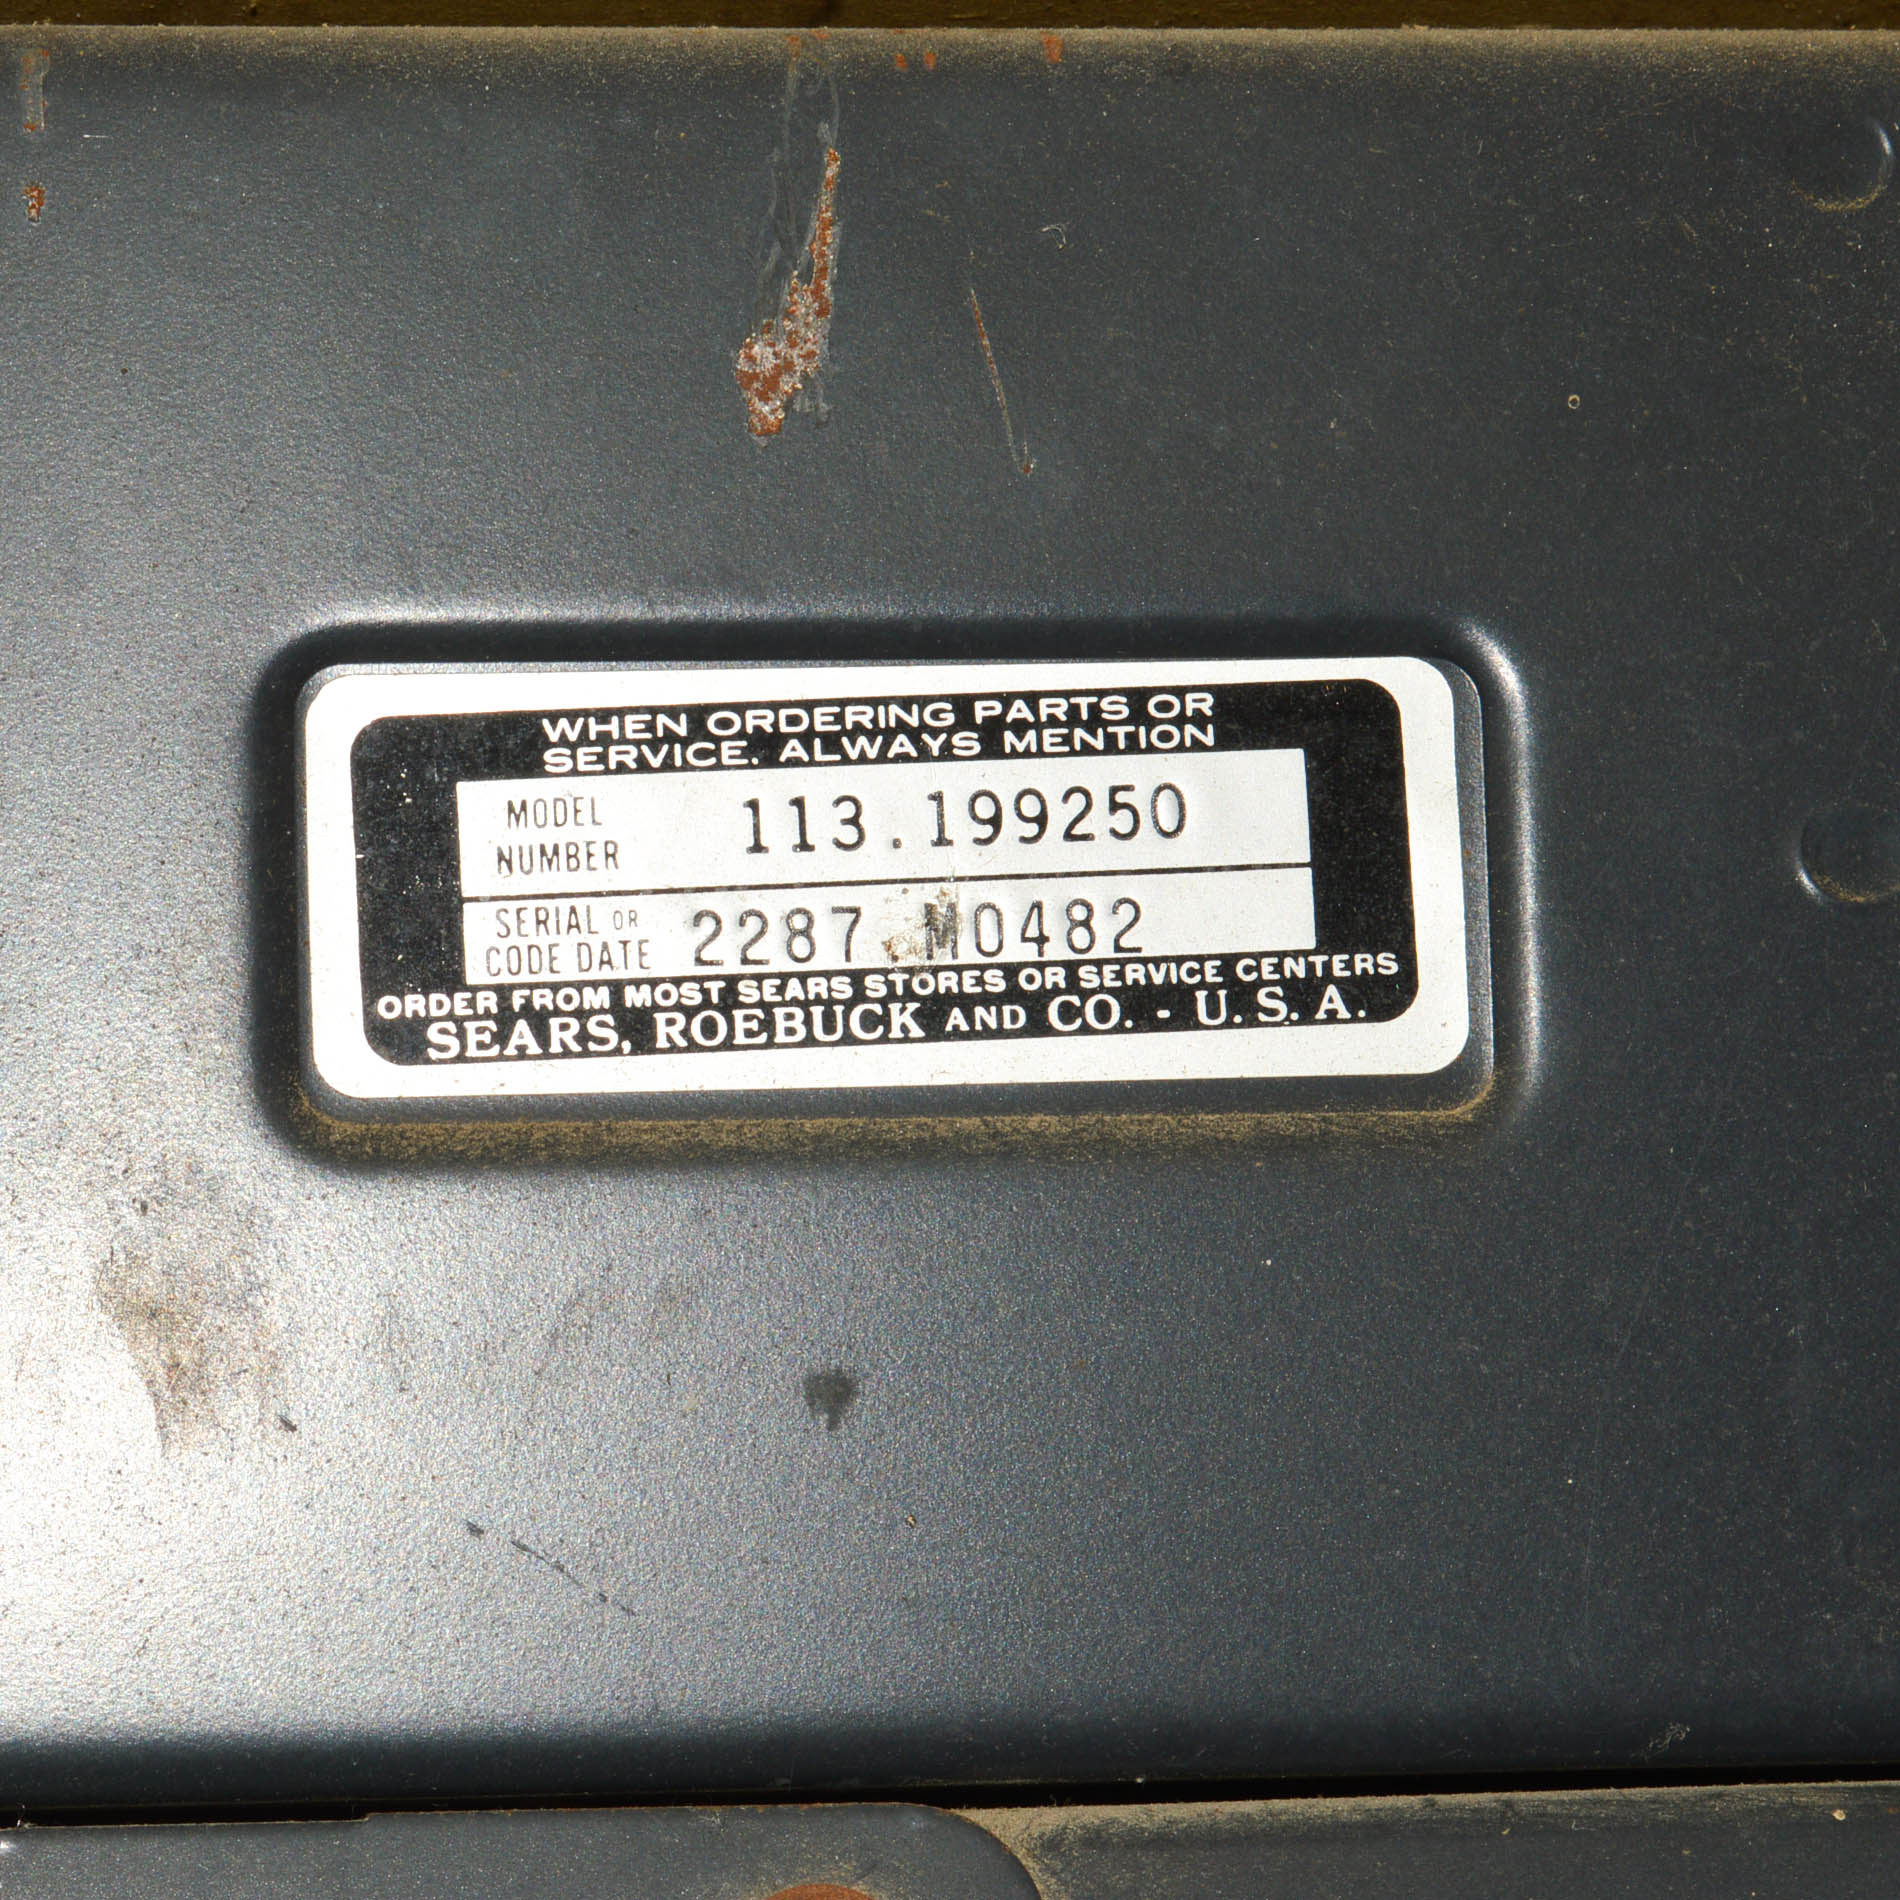 WHEN ORDERING PARTS OR
SERVICE, ALWAYS MENTION
MODEL
NUMBER
113.199250
SERIAL OR
CODE DATE
2287.M0482
ORDER FROM MOST SEARS STORES OR SERVICE CENTERS
SEARS, ROEBUCK AND CO. - U.S.A.